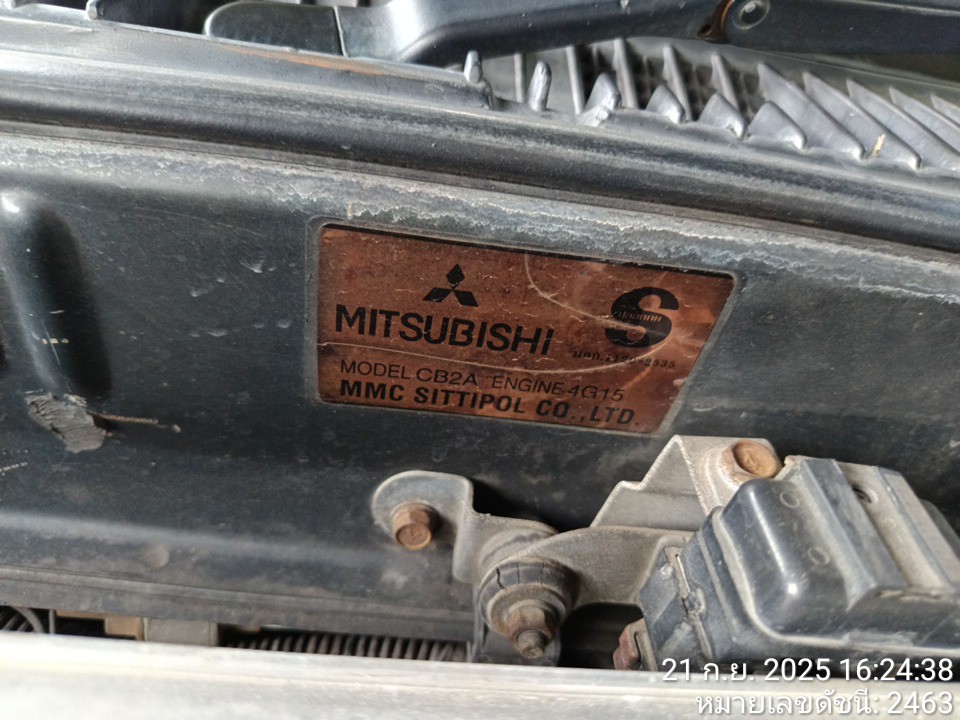 MITSUBISHI
S
MODEL CB2A ENGINE 4G15
MMC SITTIPOL CO.,LTD.
21 ก.ย. 2025 16:24:38
หมายเลขดัชนี: 2463